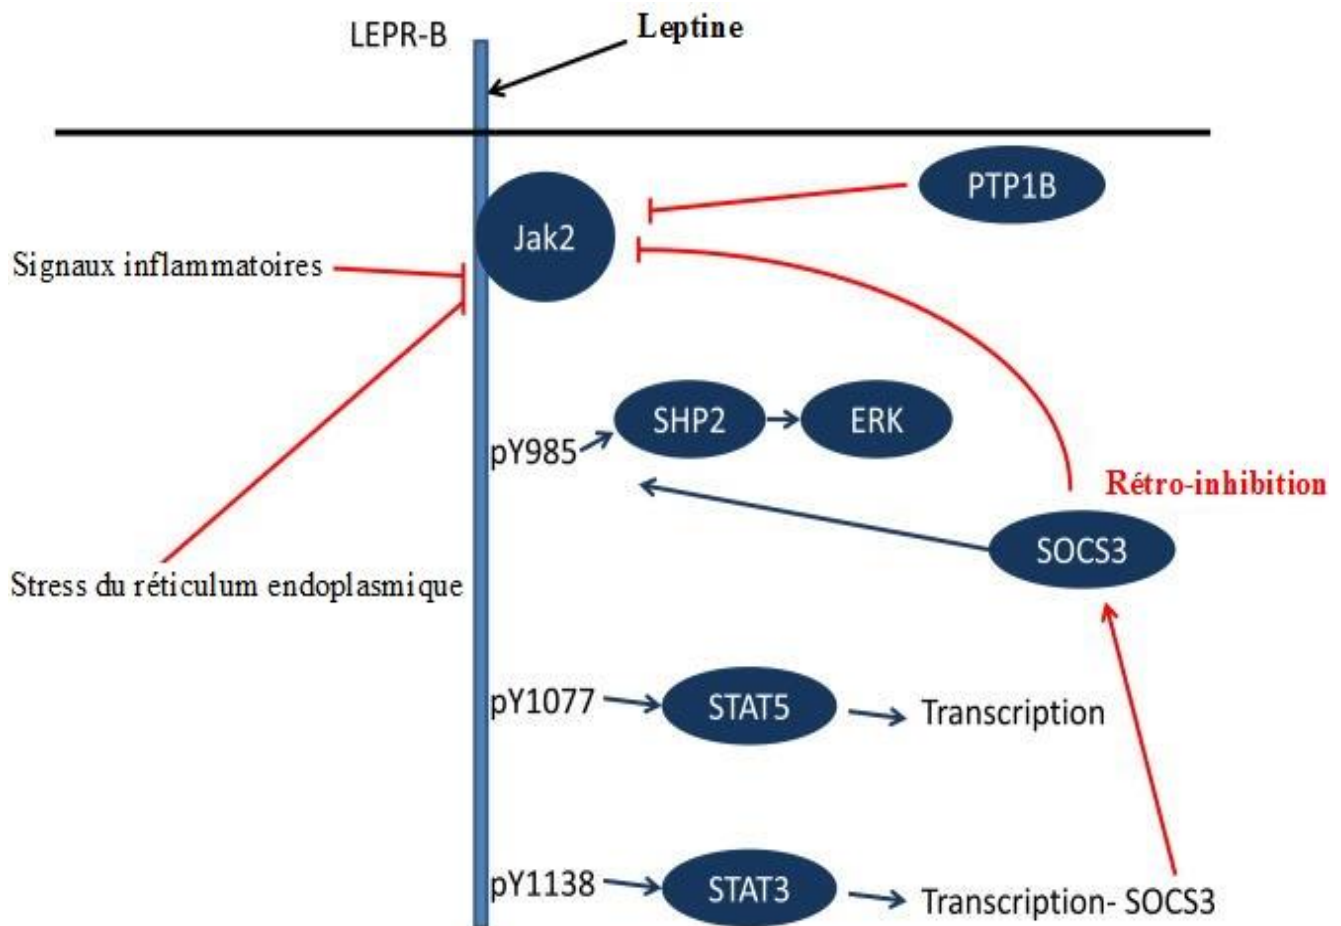 LEPR-B
Leptine
PTP1B
Jak2
Signaux inflammatoires
SHP2
ERK
pY985
Rétro-inhibition
SOCS3
Stress du réticulum endoplasmique
pY1077
STAT5
Transcription
pY1138
STAT3
Transcription- SOCS3